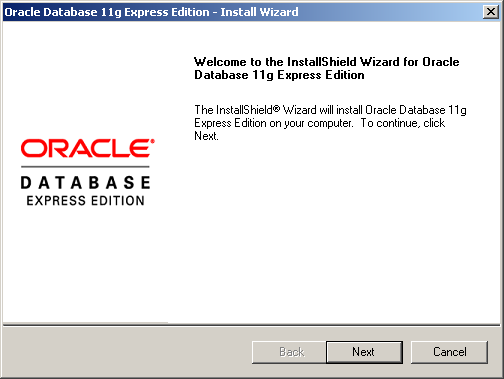 Oracle Database 11g Express Edition - Install Wizard
Welcome to the InstallShield Wizard for Oracle
Database 11g Express Edition
The InstallShield® Wizard will install Oracle Database 11g
Express Edition on your computer. To continue, click
Next.
ORACLE®
DATABASE
EXPRESS EDITION
Back
Next
Cancel